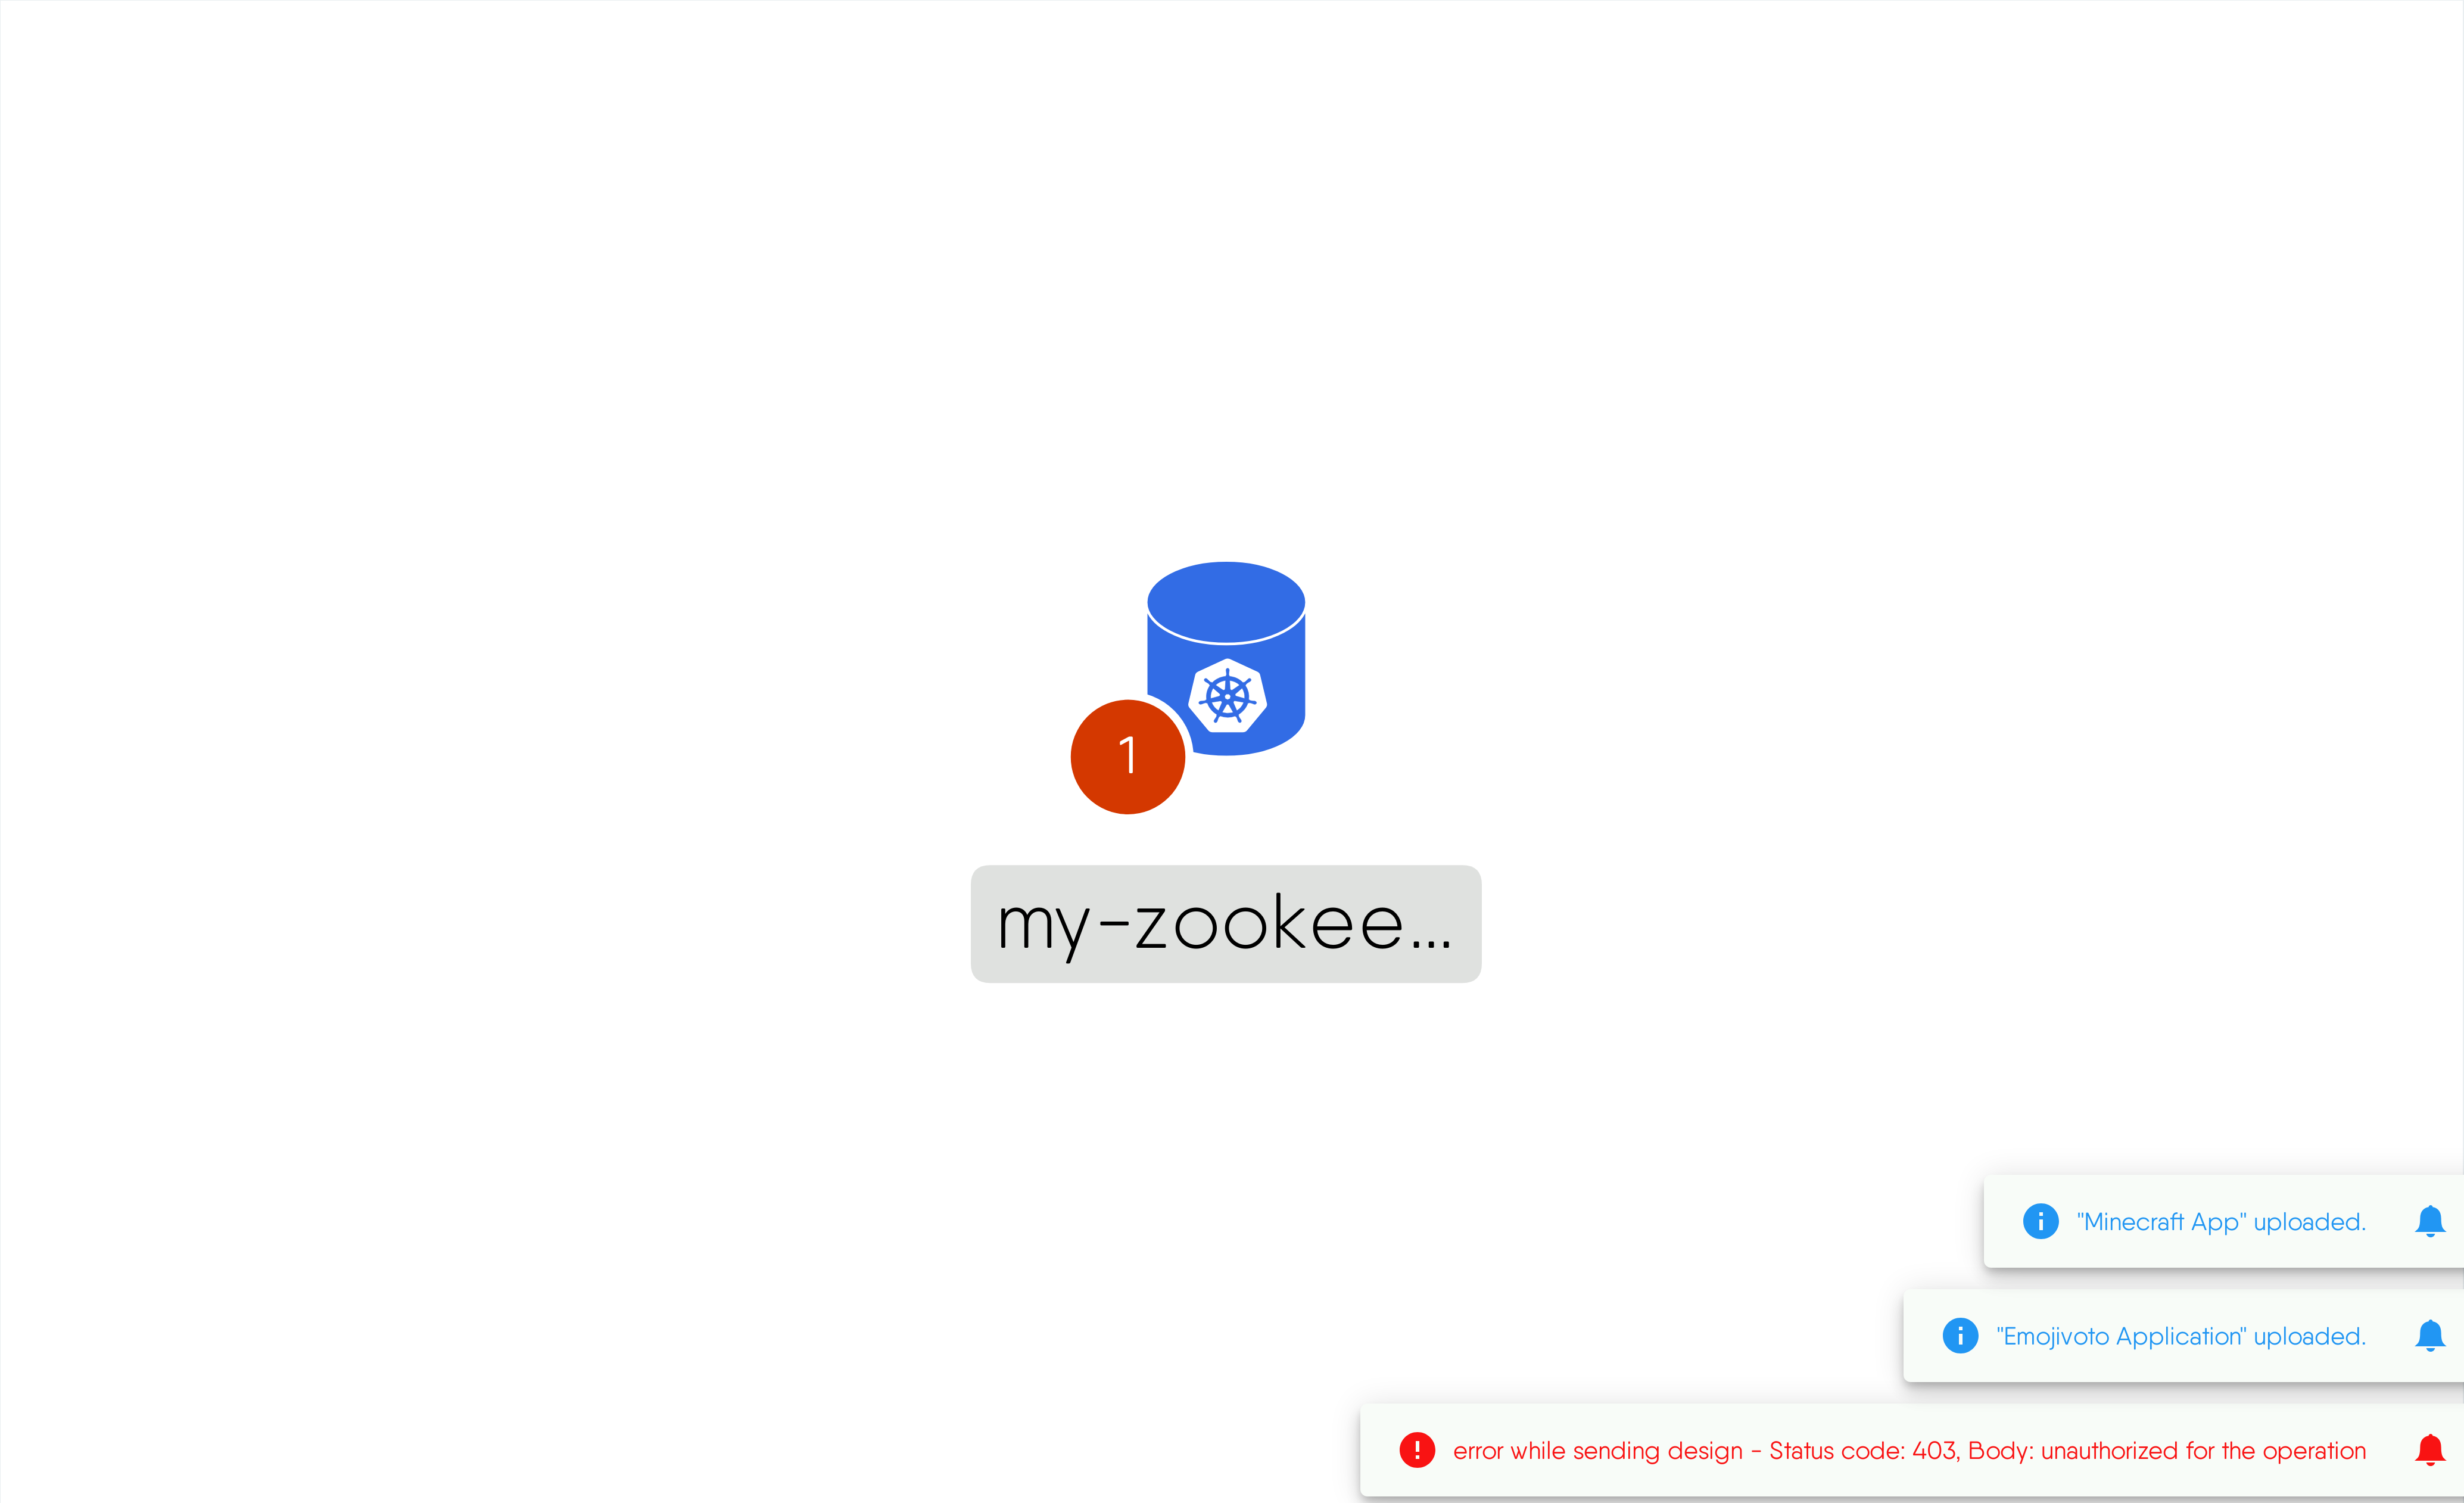 1
my-zookee...
"Minecraft App" uploaded.
"Emojivoto Application" uploaded.
error while sending design - Status code: 403, Body: unauthorized for the operation